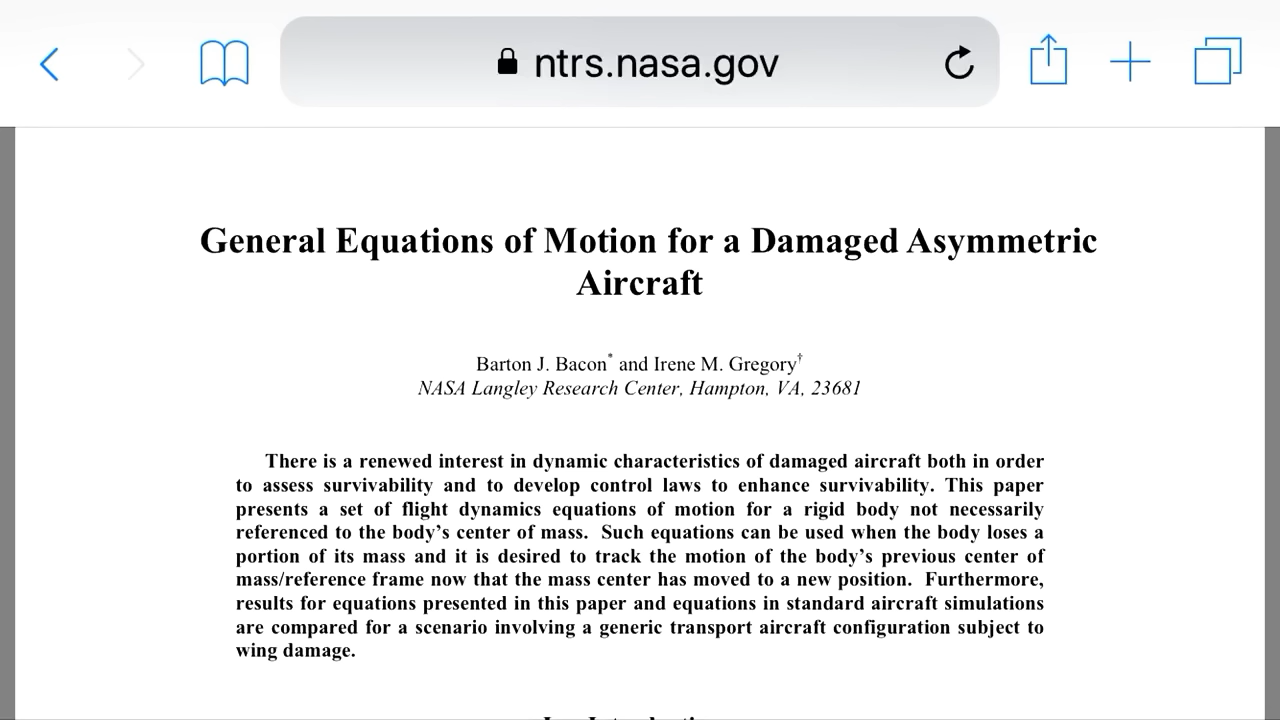 ntrs.nasa.gov
General Equations of Motion for a Damaged Asymmetric
Aircraft
Barton J. Bacon* and Irene M. Gregory†
NASA Langley Research Center, Hampton, VA, 23681
There is a renewed interest in dynamic characteristics of damaged aircraft both in order
to assess survivability and to develop control laws to enhance survivability. This paper
presents a set of flight dynamics equations of motion for a rigid body not necessarily
referenced to the body’s center of mass.  Such equations can be used when the body loses a
portion of its mass and it is desired to track the motion of the body’s previous center of
mass/reference frame now that the mass center has moved to a new position.  Furthermore,
results for equations presented in this paper and equations in standard aircraft simulations
are compared for a scenario involving a generic transport aircraft configuration subject to
wing damage.